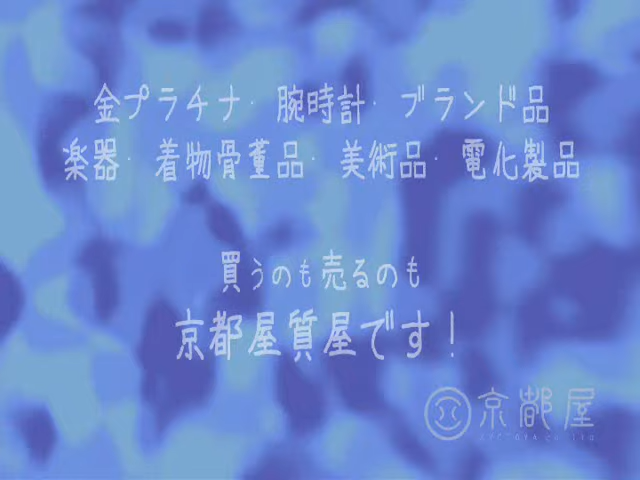 金プラチナ・腕時計・ブランド品
楽器・着物骨董品・美術品・電化製品
買うのも売るのも
京都屋質屋です!
京都屋